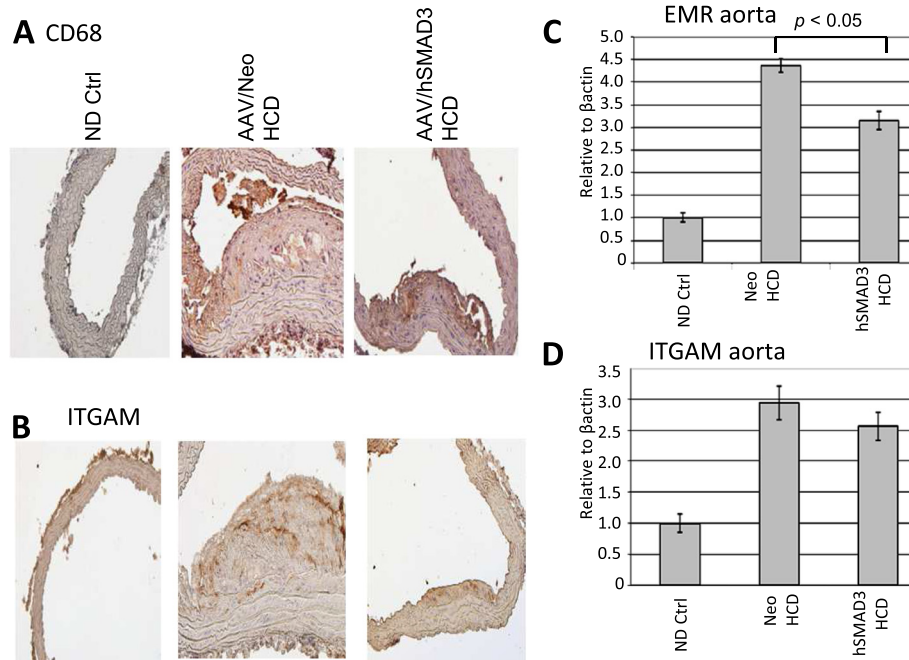 A CD68
ND Ctrl
AAV/Neo
HCD
AAV/hSMAD3
HCD
B ITGAM
C EMR aorta
p < 0.05
Relative to βactin
5.0
4.5
4.0
3.5
3.0
2.5
2.0
1.5
1.0
0.5
0
ND Ctrl
Neo
HCD
hSMAD3
HCD
D ITGAM aorta
Relative to βactin
3.5
3.0
2.5
2.0
1.5
1.0
0.5
0
ND Ctrl
Neo
HCD
hSMAD3
HCD